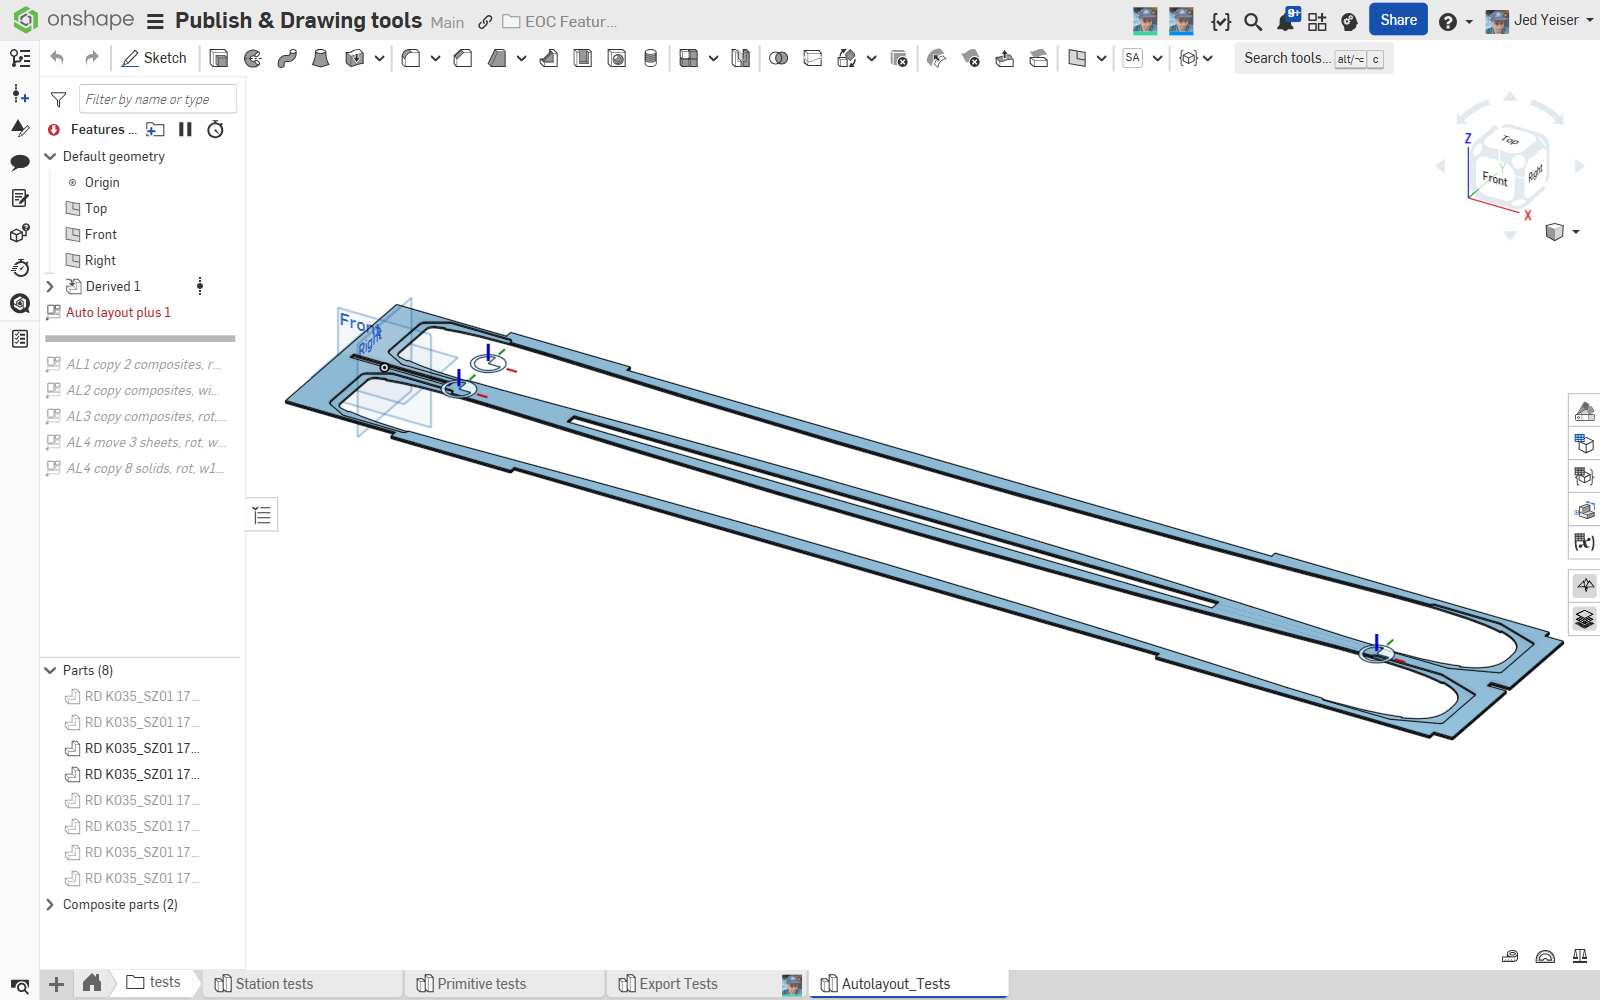 onshape Publish & Drawing tools Main EOC Featur... 9+ Share Jed Yeiser
Sketch SA Search tools... alt/⌥ c
Filter by name or type
Features ...
Default geometry
Origin
Top
Front
Right
Derived 1
Auto layout plus 1
AL1 copy 2 composites, r...
AL2 copy composites, wi...
AL3 copy composites, rot,...
AL4 move 3 sheets, rot, w...
AL4 copy 8 solids, rot, w1...
Parts (8)
RD K035_SZ01 17...
RD K035_SZ01 17...
RD K035_SZ01 17...
RD K035_SZ01 17...
RD K035_SZ01 17...
RD K035_SZ01 17...
RD K035_SZ01 17...
RD K035_SZ01 17...
Composite parts (2)
Front
Right
Z
Top
Y
Front
Right
X
(x)
tests Station tests Primitive tests Export Tests Autolayout_Tests